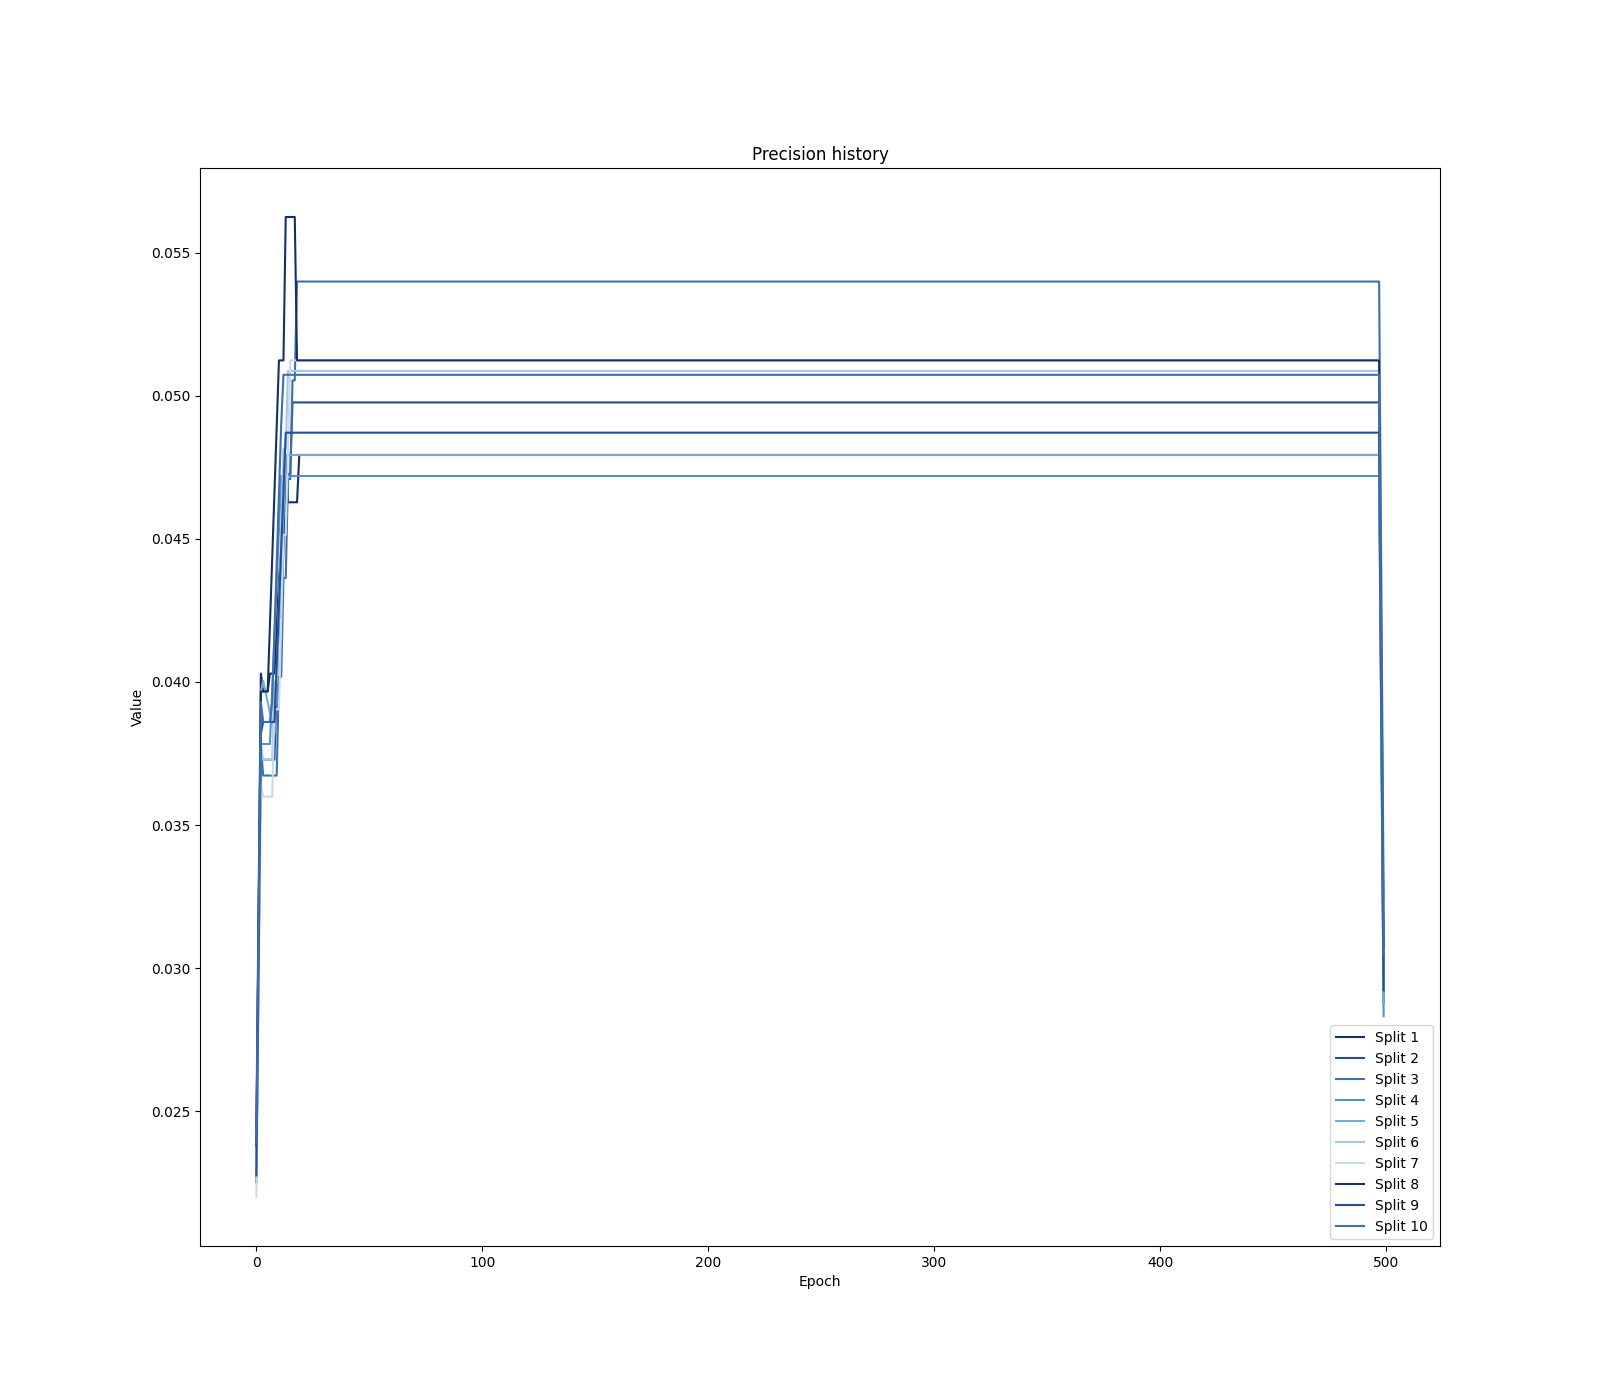 Precision history
0.055
0.050
0.045
0.040
0.035
0.030
0.025
Value
0 100 200 300 400 500
Epoch
Split 1
Split 2
Split 3
Split 4
Split 5
Split 6
Split 7
Split 8
Split 9
Split 10